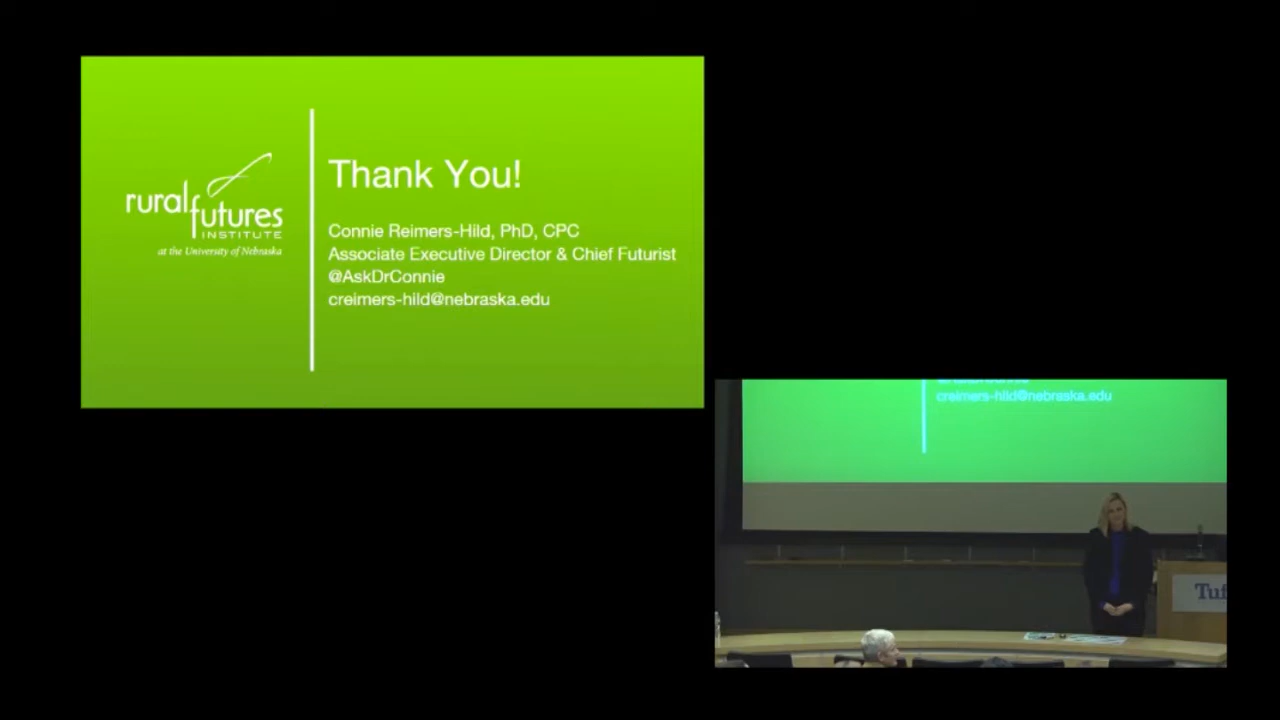 rural futures
INSTITUTE
at the University of Nebraska
Thank You!
Connie Reimers-Hild, PhD, CPC
Associate Executive Director & Chief Futurist
@AskDrConnie
creimers-hild@nebraska.edu
creimers-hild@nebraska.edu
Tuf